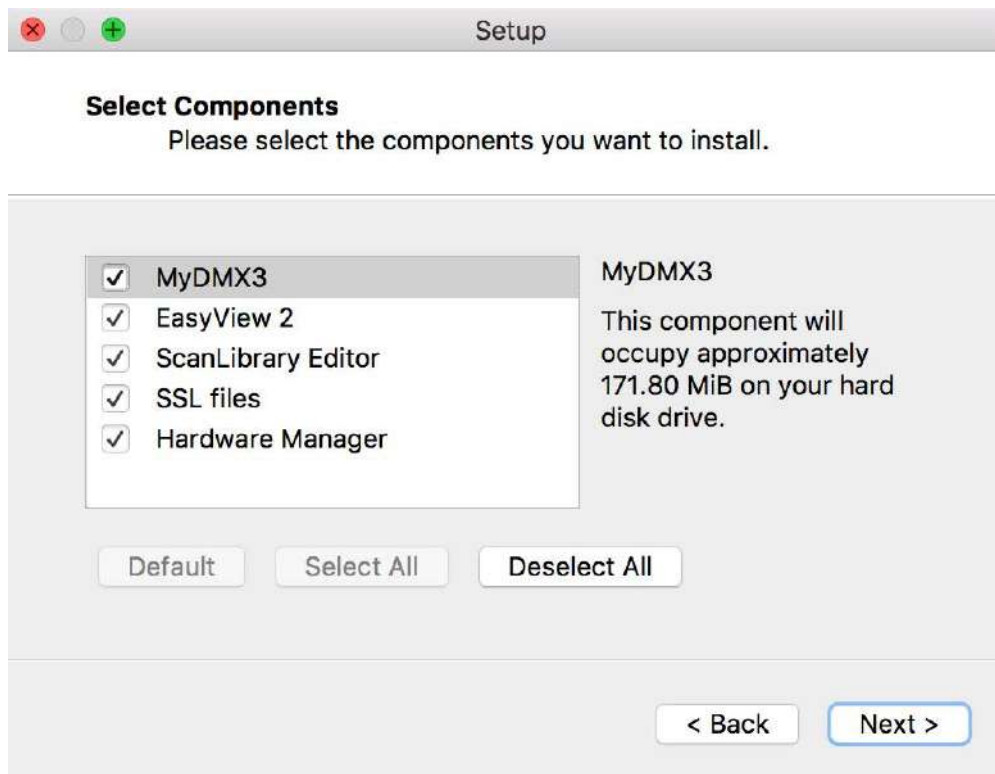 Setup
Select Components
Please select the components you want to install.
MyDMX3
EasyView 2
ScanLibrary Editor
SSL files
Hardware Manager
MyDMX3
This component will
occupy approximately
171.80 MiB on your hard
disk drive.
Default
Select All
Deselect All
< Back
Next >